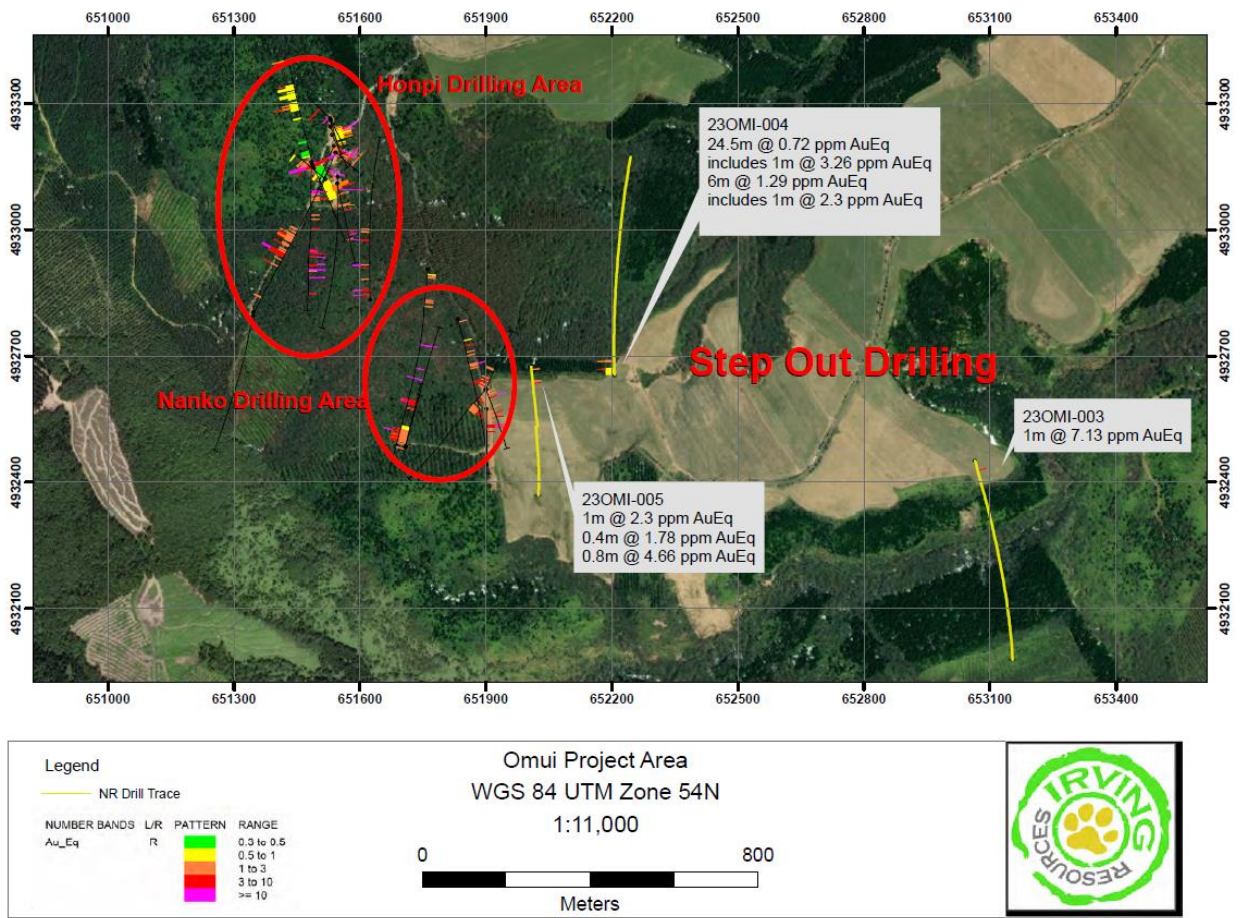 651000 651300 651600 651900 652200 652500 652800 653100 653400
4933300
4933000
4932700
4932400
4932100
Honpi Drilling Area
23OMI-004
24.5m @ 0.72 ppm AuEq
includes 1m @ 3.26 ppm AuEq
6m @ 1.29 ppm AuEq
includes 1m @ 2.3 ppm AuEq
Step Out Drilling
Nanko Drilling Area
23OMI-003
1m @ 7.13 ppm AuEq
23OMI-005
1m @ 2.3 ppm AuEq
0.4m @ 1.78 ppm AuEq
0.8m @ 4.66 ppm AuEq
4933300
4933000
4932700
4932400
4932100
651000 651300 651600 651900 652200 652500 652800 653100 653400
Legend
NR Drill Trace
NUMBER BANDS L/R PATTERN RANGE
Au_Eq R 0.3 to 0.5
0.5 to 1
1 to 3
3 to 10
>= 10
Omui Project Area
WGS 84 UTM Zone 54N
1:11,000
0 800
Meters
IRVING
RESOURCES